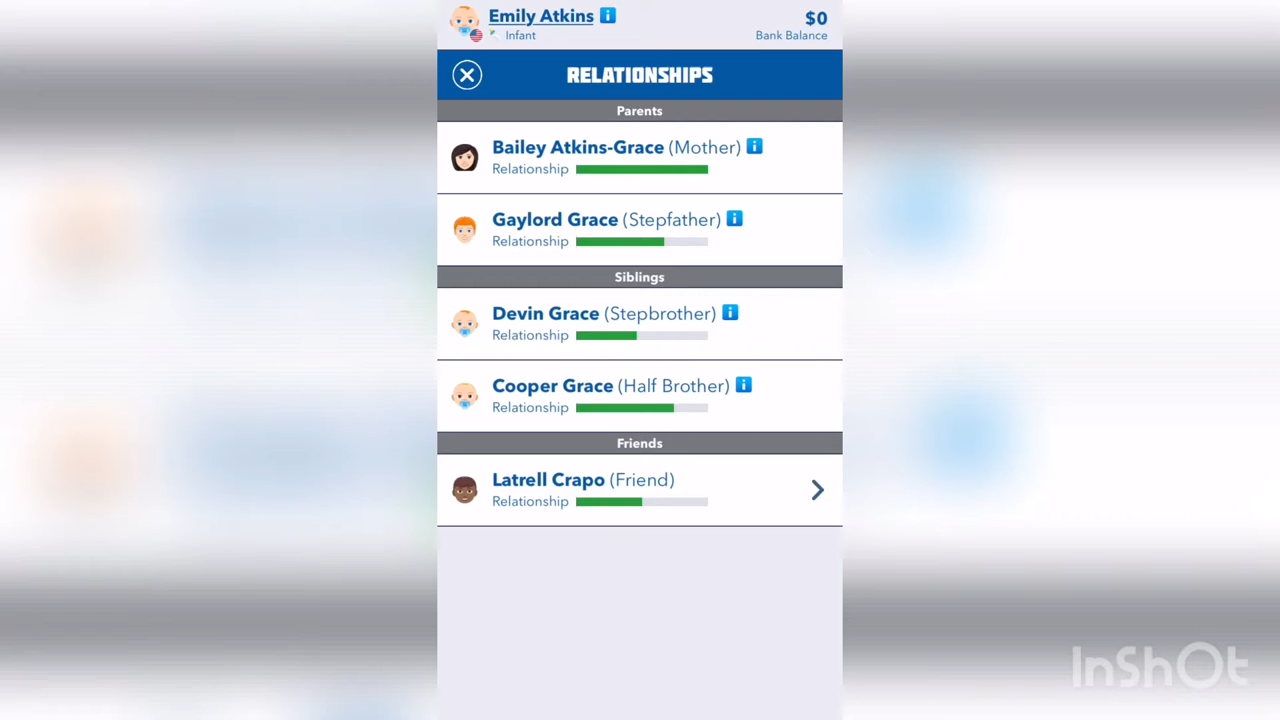 Emily Atkins
Infant
$0
Bank Balance
RELATIONSHIPS
Parents
Bailey Atkins-Grace (Mother)
Relationship
Gaylord Grace (Stepfather)
Relationship
Siblings
Devin Grace (Stepbrother)
Relationship
Cooper Grace (Half Brother)
Relationship
Friends
Latrell Crapo (Friend)
Relationship
InShOt